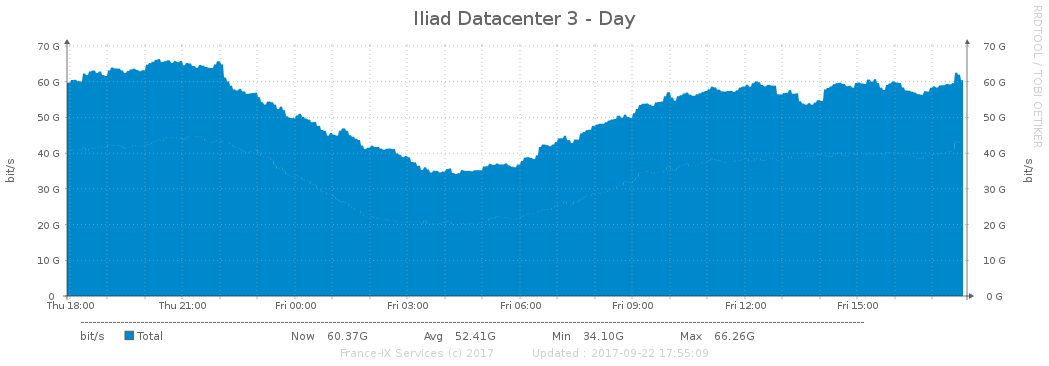 Iliad Datacenter 3 - Day
RRDTOOL / TOBI OETIKER
70 G 70 G
60 G 60 G
50 G 50 G
40 G 40 G
30 G 30 G
20 G 20 G
10 G 10 G
0 0 G
bit/s bit/s
Thu 18:00 Thu 21:00 Fri 00:00 Fri 03:00 Fri 06:00 Fri 09:00 Fri 12:00 Fri 15:00
bit/s Total Now 60.37G Avg 52.41G Min 34.10G Max 66.26G
France-IX Services (c) 2017 Updated : 2017-09-22 17:55:09